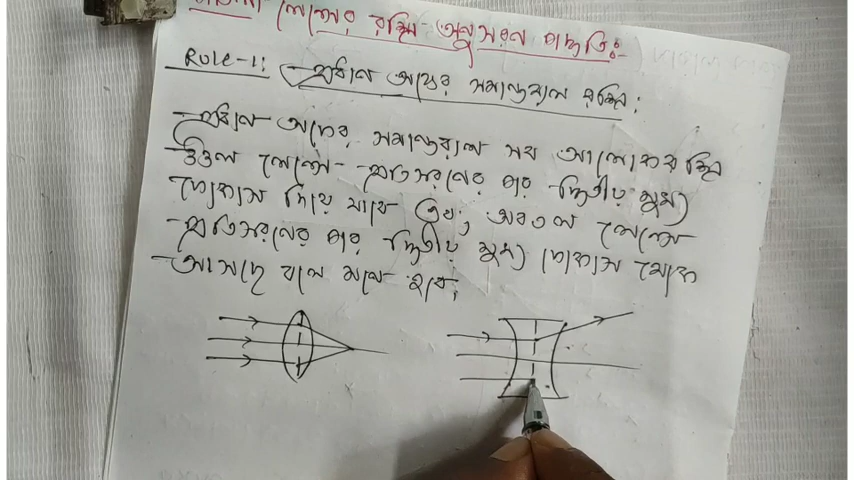 লেন্সের রশ্মি অনুসরণ পদ্ধতিঃ-
Rule-1: প্রধান অক্ষের সমান্তরাল রশ্মি:
প্রধান অক্ষের সমান্তরাল সব আলোকরশ্মি
উত্তল লেন্সে প্রতিসরণের পর দ্বিতীয় মুখ্য
ফোকাস দিয়ে যাবে এবং অবতল লেন্সে
প্রতিসরণের পর দ্বিতীয় মুখ্য ফোকাস থেকে
আসছে বলে মনে হবে,